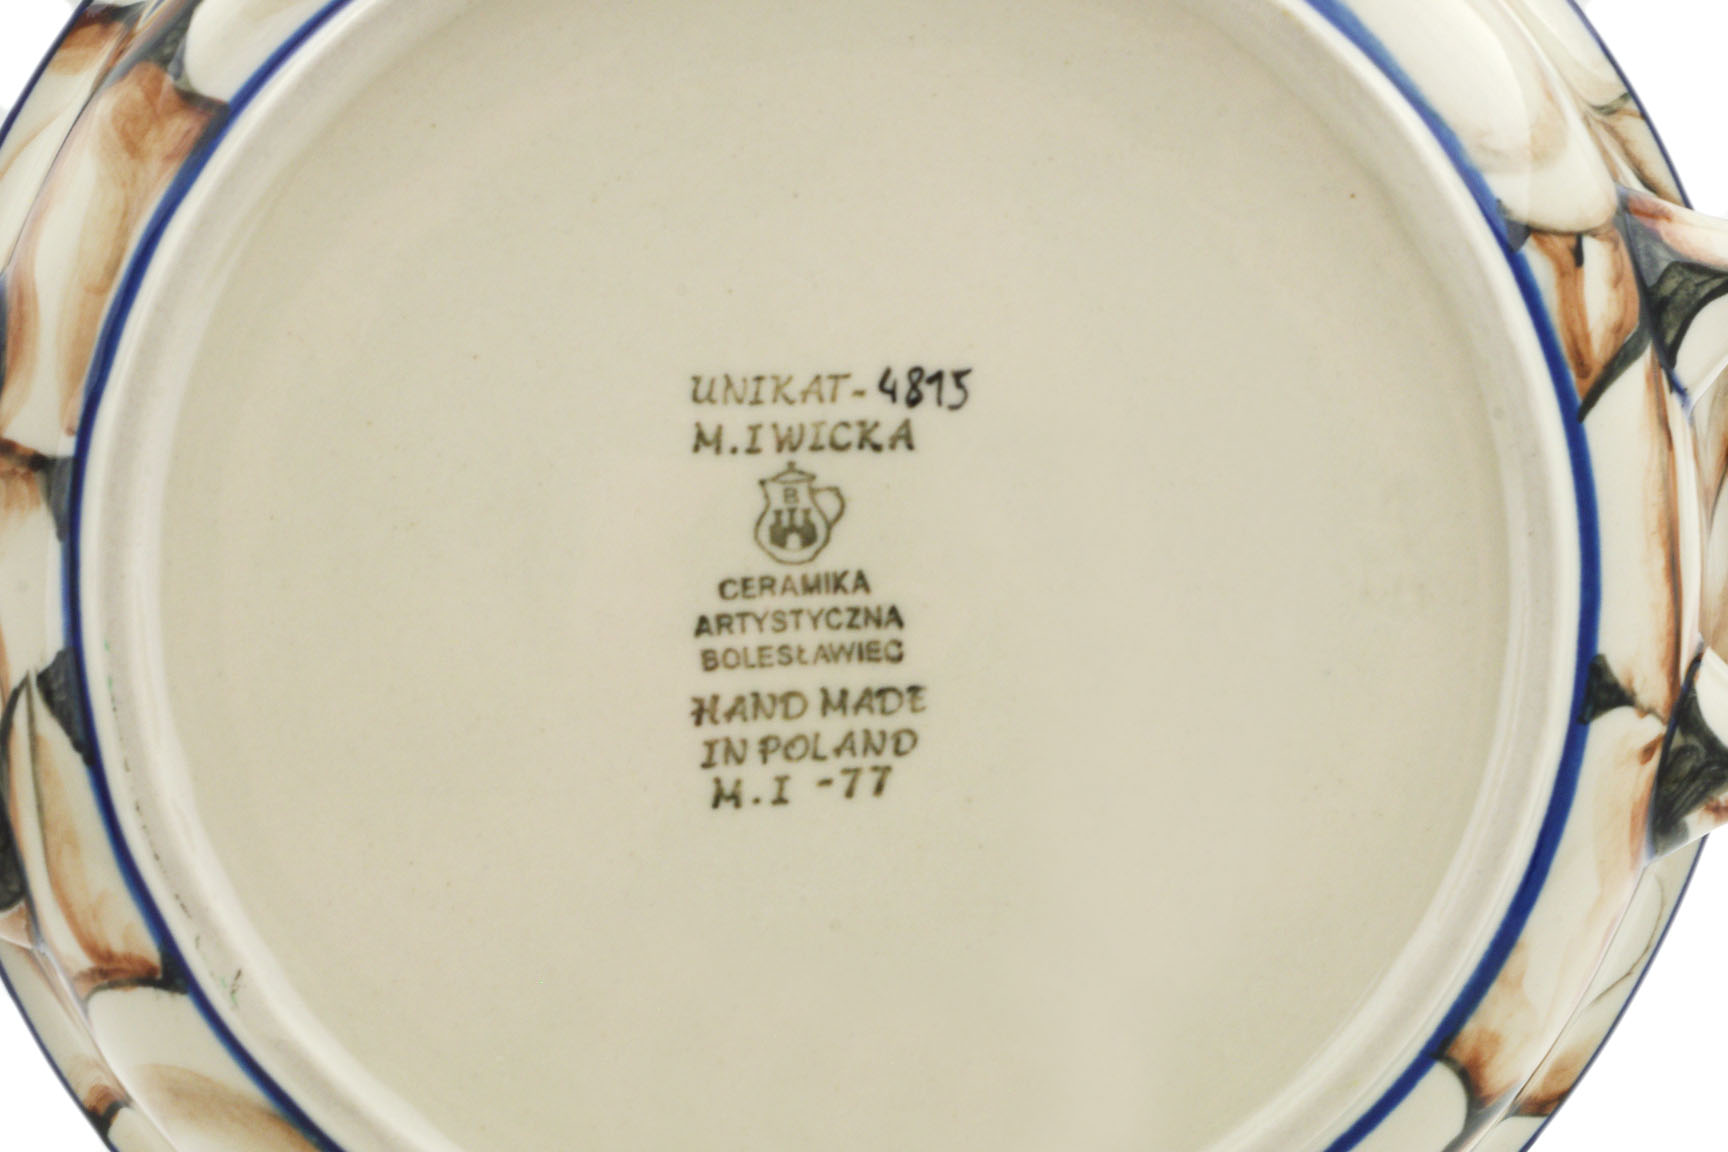 UNIKAT-4815
M.IWICKA
B
CERAMIKA
ARTYSTYCZNA
BOLESŁAWIEC
HAND MADE
IN POLAND
M.I -77